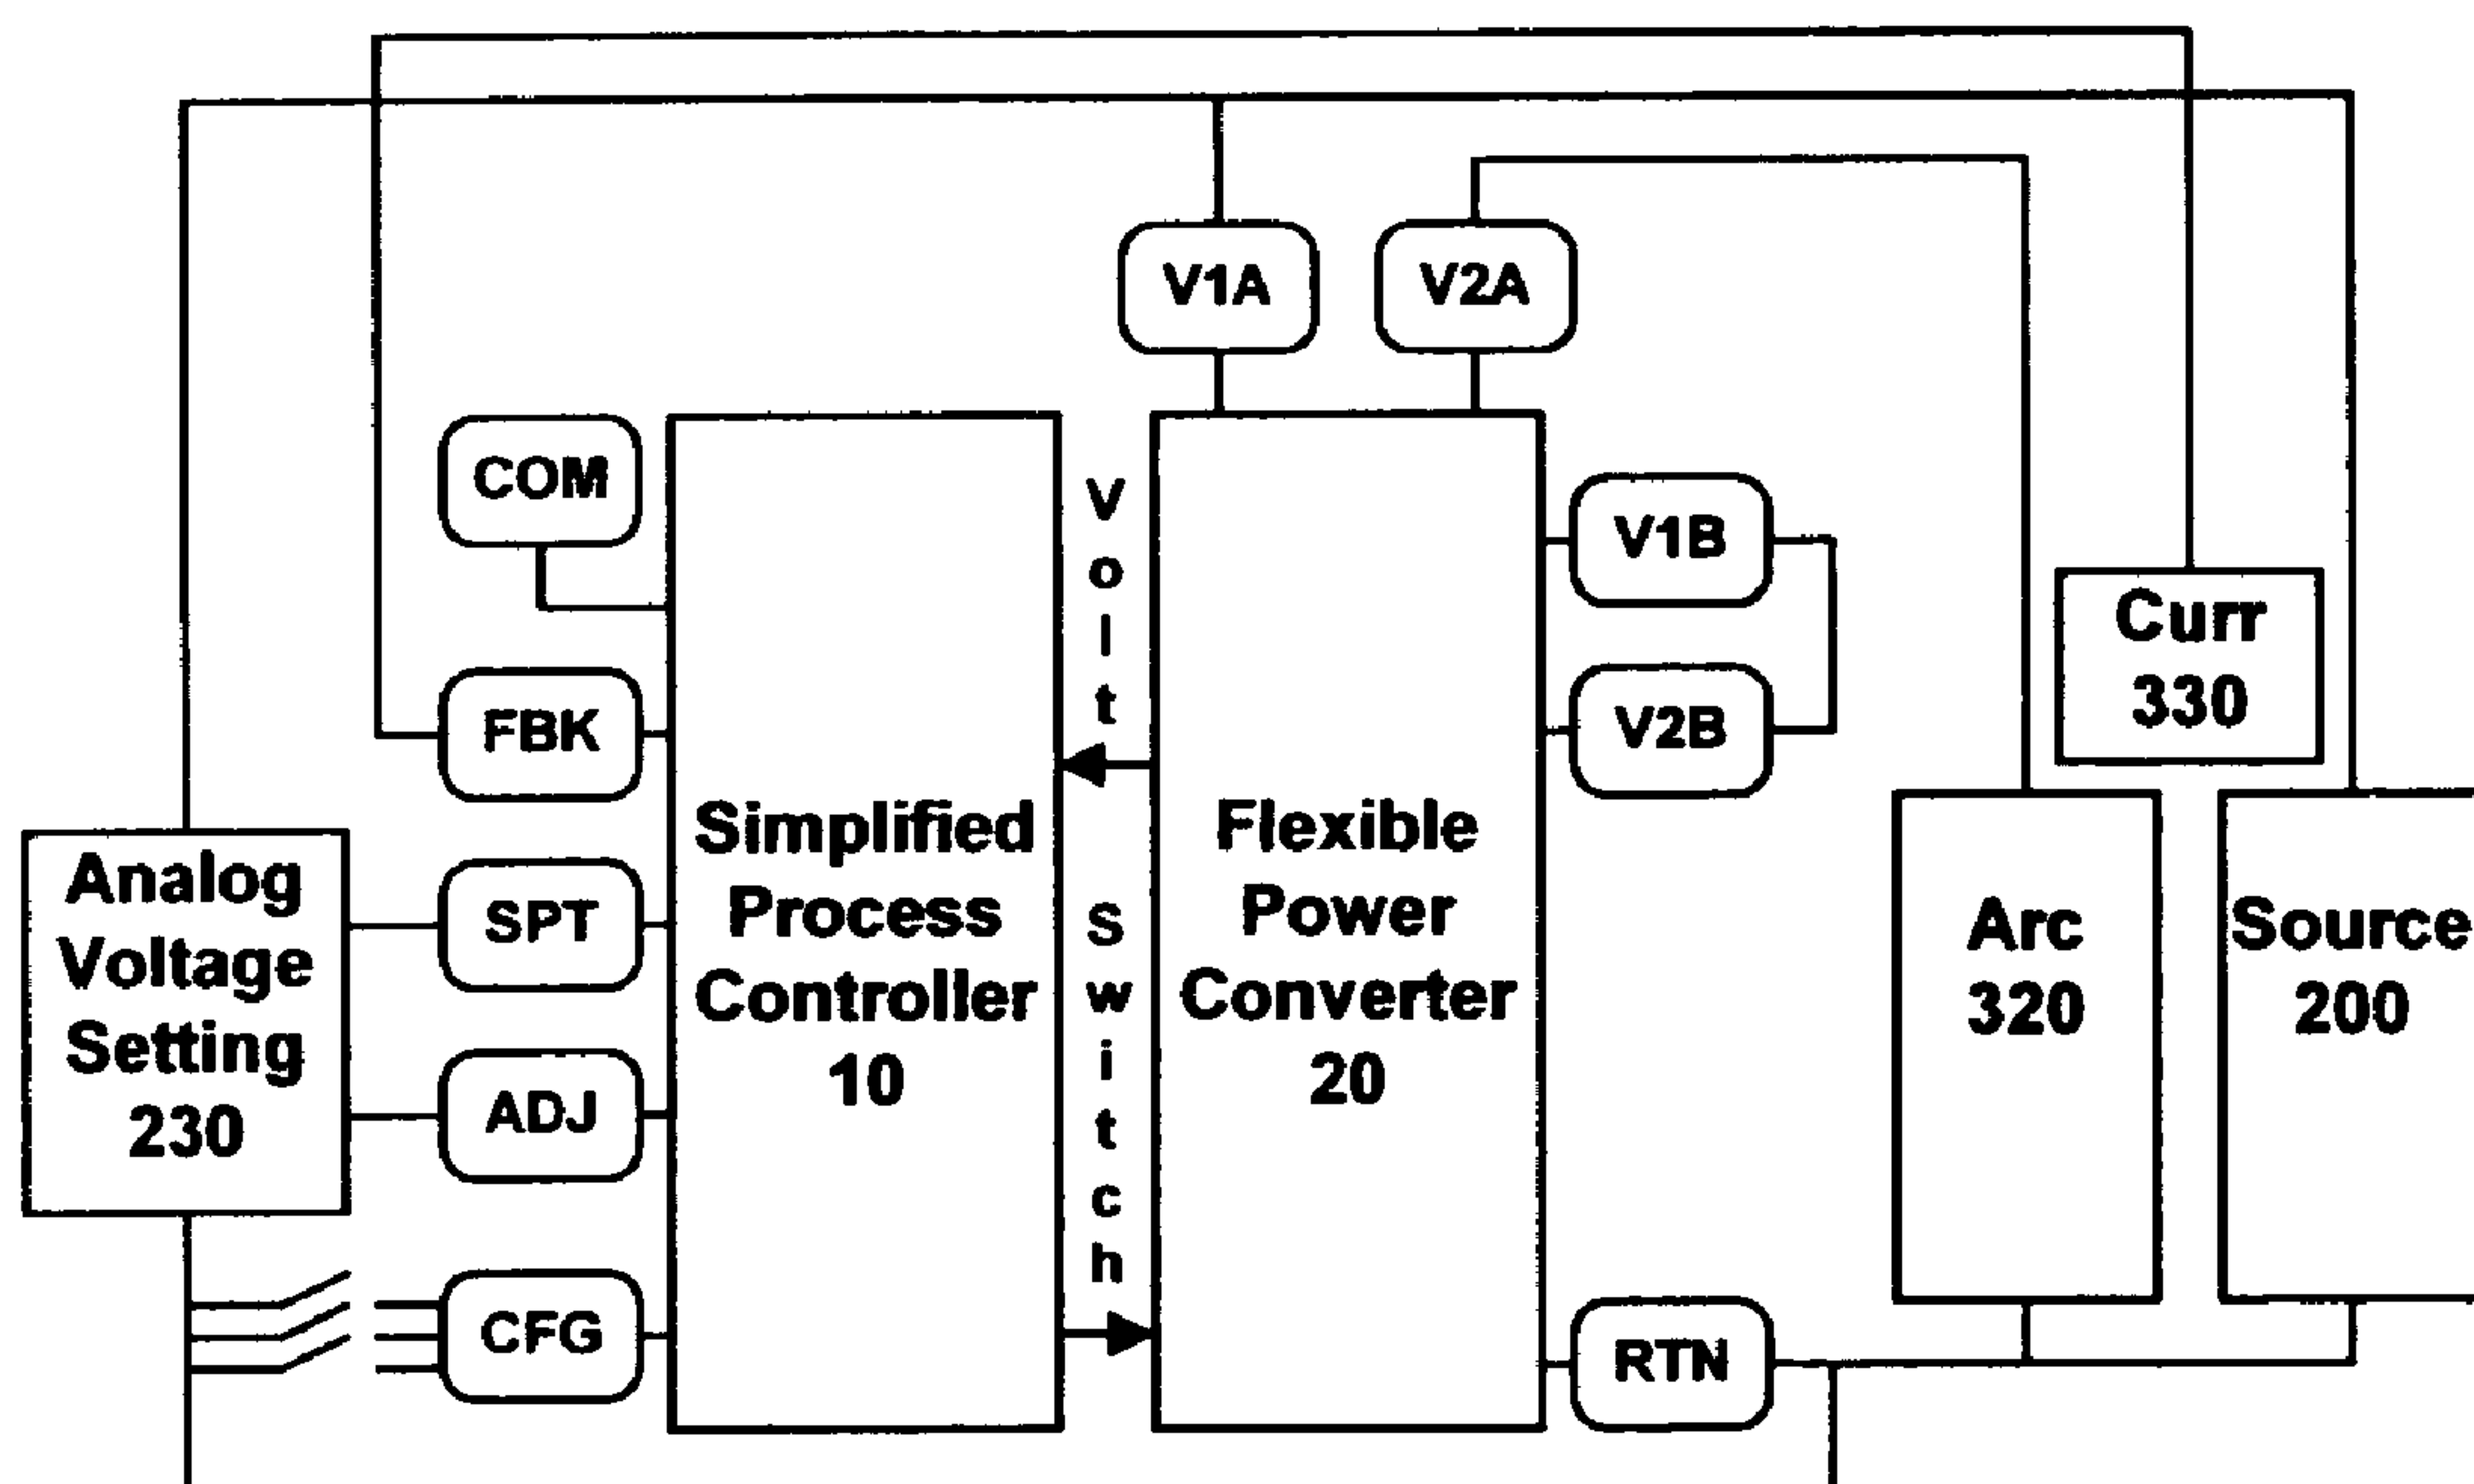 V1A
V2A
COM
Volt
V1B
Curr
330
FBK
V2B
Analog
Voltage
Setting
230
SPT
Simplified
Process
Controller
10
Switch
Flexible
Power
Converter
20
Arc
320
Source
200
ADJ
CFG
RTN